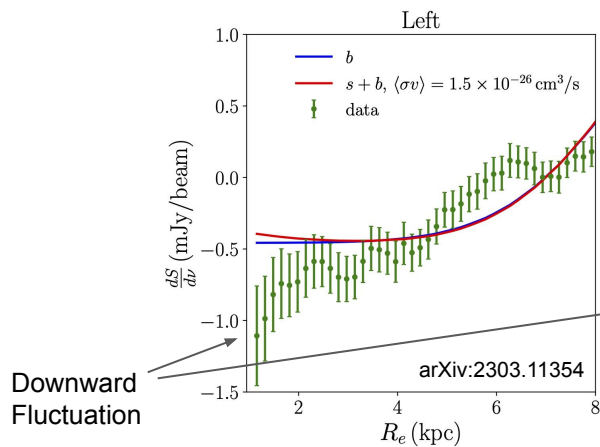 Left
b
s + b, ⟨σv⟩ = 1.5 × 10⁻²⁶ cm³/s
data
1.0
0.5
0.0
−0.5
−1.0
−1.5
dS/dν (mJy/beam)
2 4 6 8
R_e (kpc)
arXiv:2303.11354
Downward
Fluctuation